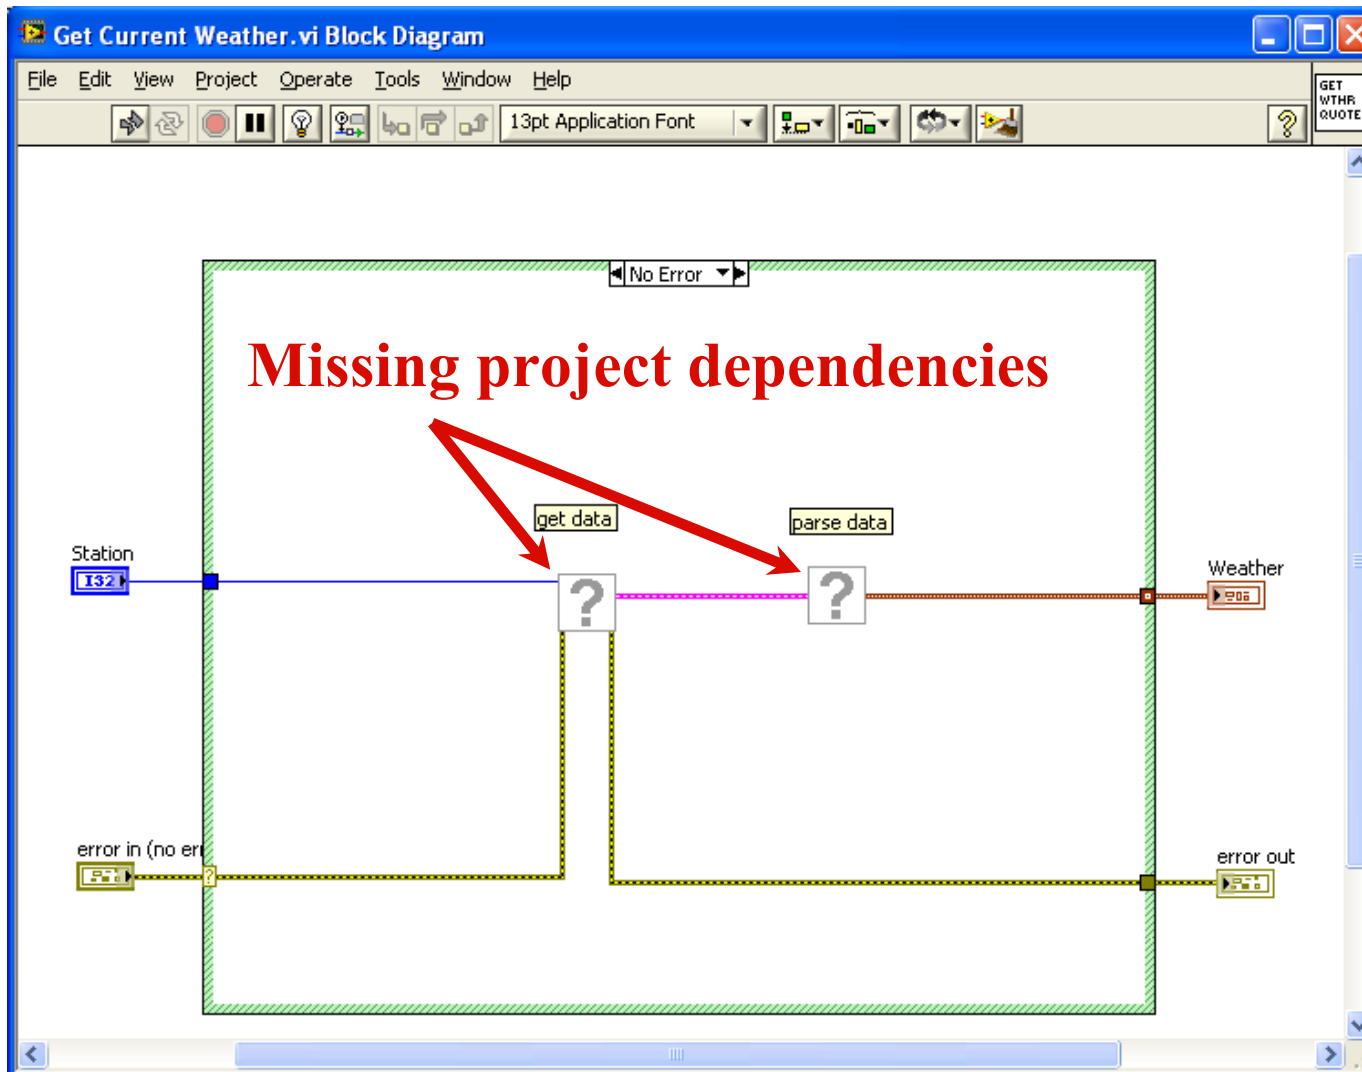 Get Current Weather.vi Block Diagram
File Edit View Project Operate Tools Window Help
GET
WTHR
QUOTE
13pt Application Font
?
No Error
Missing project dependencies
get data
parse data
Station
I32
? ?
Weather
error in (no err
?
error out